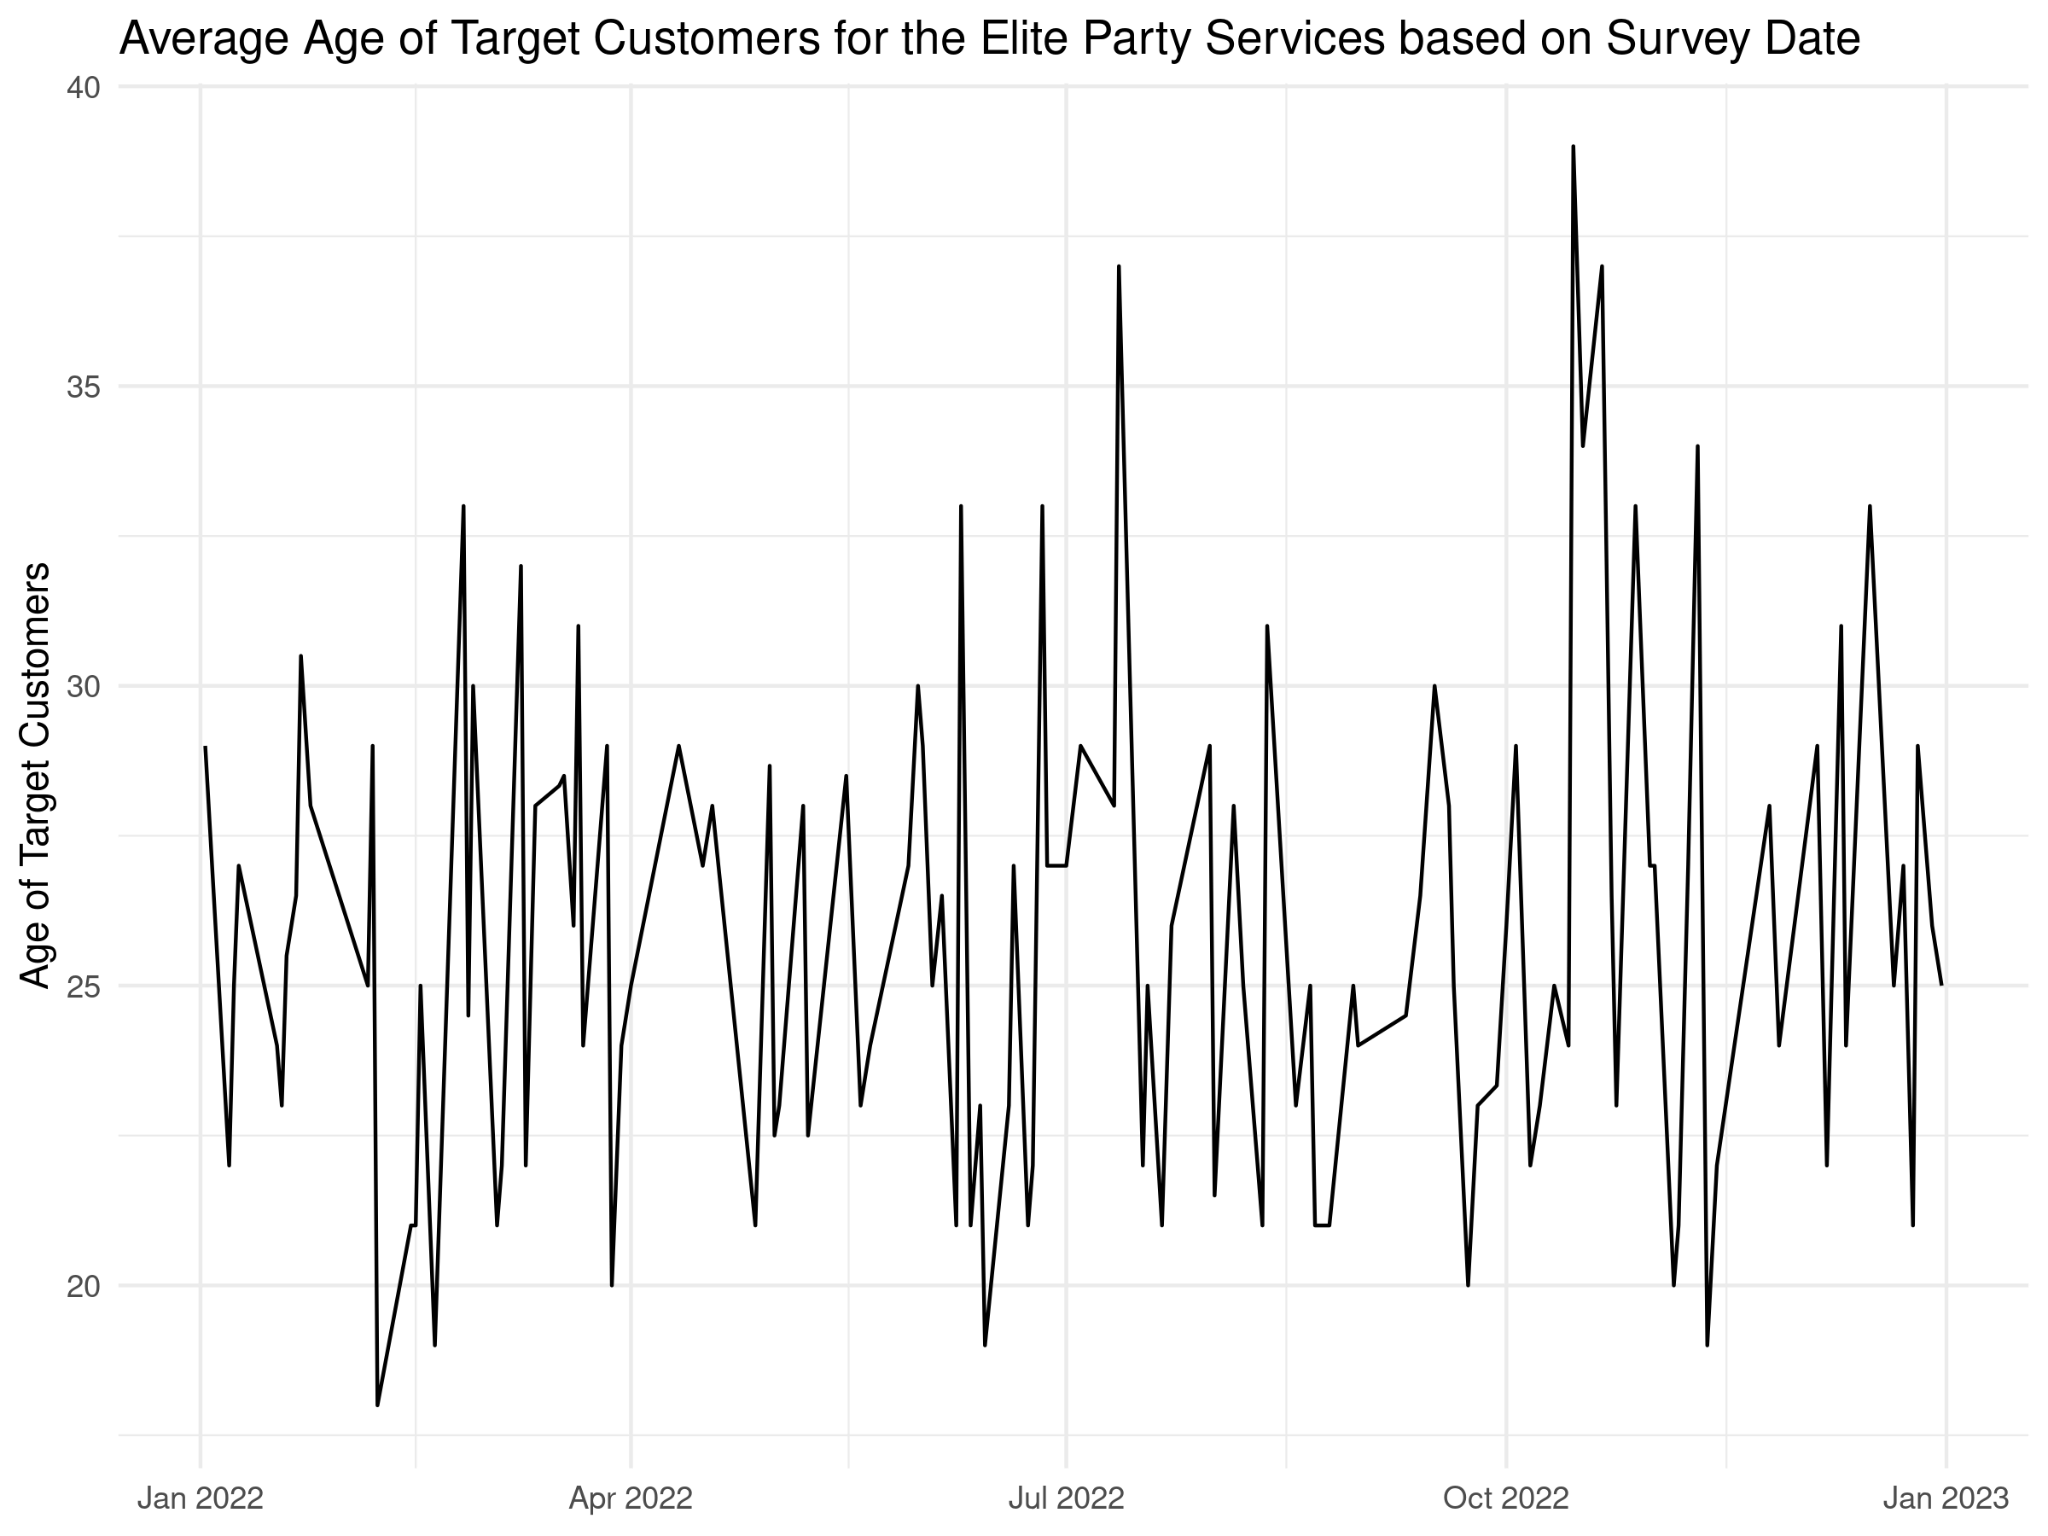 Average Age of Target Customers for the Elite Party Services based on Survey Date
Age of Target Customers
40
35
30
25
20
Jan 2022
Apr 2022
Jul 2022
Oct 2022
Jan 2023